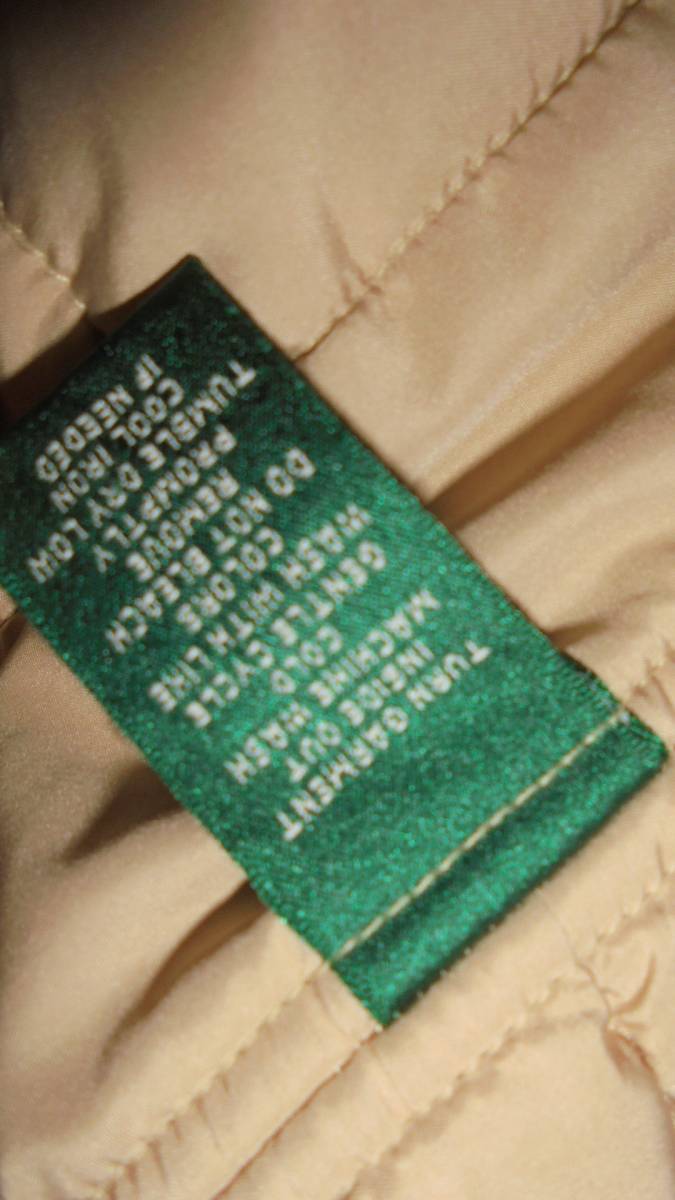 TURN GARMENT
INSIDE OUT
MACHINE WASH
COLD
GENTLE CYCLE
WASH WITH LIKE
COLORS
DO NOT BLEACH
REMOVE
PROMPTLY
TUMBLE DRY LOW
COOL IRON
IF NEEDED